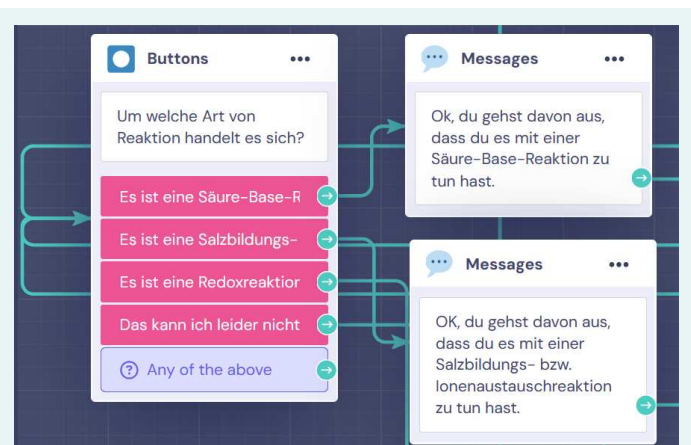 Buttons
Um welche Art von
Reaktion handelt es sich?
Es ist eine Säure-Base-R
Es ist eine Salzbildungs-
Es ist eine Redoxreaktior
Das kann ich leider nicht
Any of the above
Messages
Ok, du gehst davon aus,
dass du es mit einer
Säure-Base-Reaktion zu
tun hast.
Messages
OK, du gehst davon aus,
dass du es mit einer
Salzbildungs- bzw.
Ionenaustauschreaktion
zu tun hast.